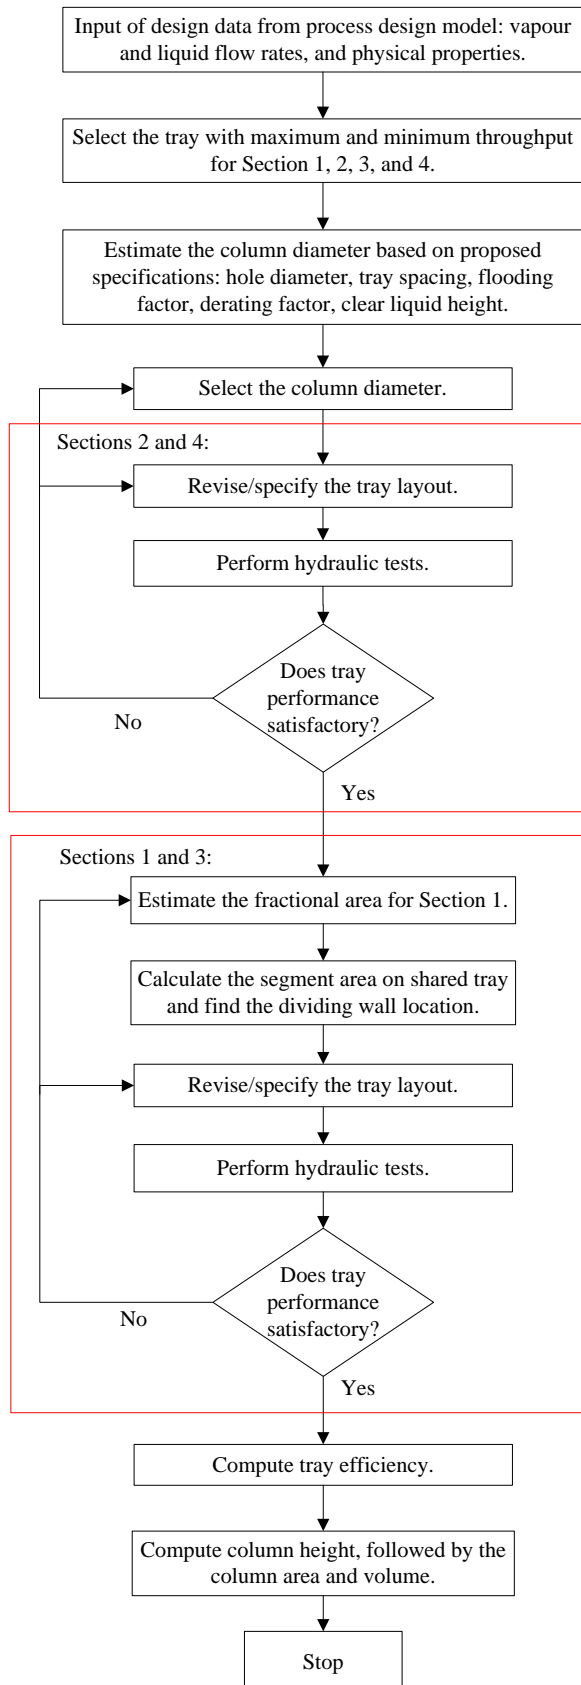 Input of design data from process design model: vapour
and liquid flow rates, and physical properties.
Select the tray with maximum and minimum throughput
for Section 1, 2, 3, and 4.
Estimate the column diameter based on proposed
specifications: hole diameter, tray spacing, flooding
factor, derating factor, clear liquid height.
Select the column diameter.
Sections 2 and 4:
Revise/specify the tray layout.
Perform hydraulic tests.
Does tray
performance
satisfactory?
No
Yes
Sections 1 and 3:
Estimate the fractional area for Section 1.
Calculate the segment area on shared tray
and find the dividing wall location.
Revise/specify the tray layout.
Perform hydraulic tests.
Does tray
performance
satisfactory?
No
Yes
Compute tray efficiency.
Compute column height, followed by the
column area and volume.
Stop